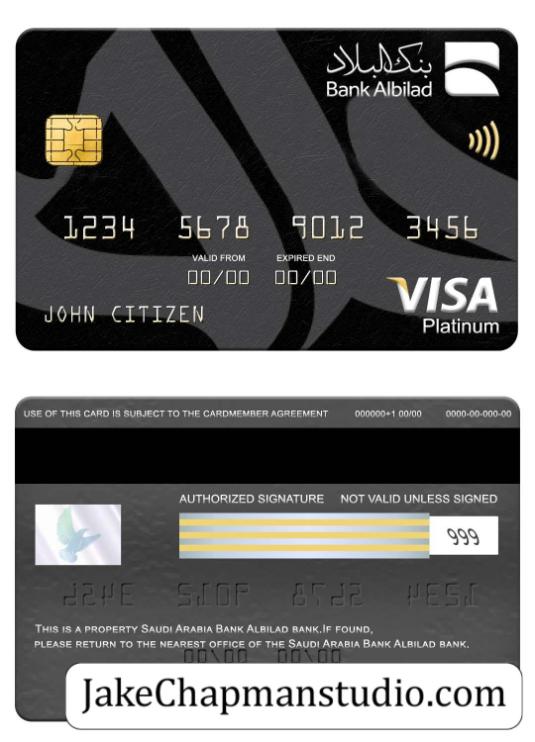 بنك البلاد
Bank Albilad
1234 5678 9012 3456
VALID FROM EXPIRED END
00/00 00/00
JOHN CITIZEN
VISA
Platinum
USE OF THIS CARD IS SUBJECT TO THE CARDMEMBER AGREEMENT 000000+1 00/00 0000-00-000-00
AUTHORIZED SIGNATURE NOT VALID UNLESS SIGNED
999
THIS IS A PROPERTY SAUDI ARABIA BANK ALBILAD BANK.IF FOUND,
PLEASE RETURN TO THE NEAREST OFFICE OF THE SAUDI ARABIA BANK ALBILAD BANK.
JakeChapmanstudio.com